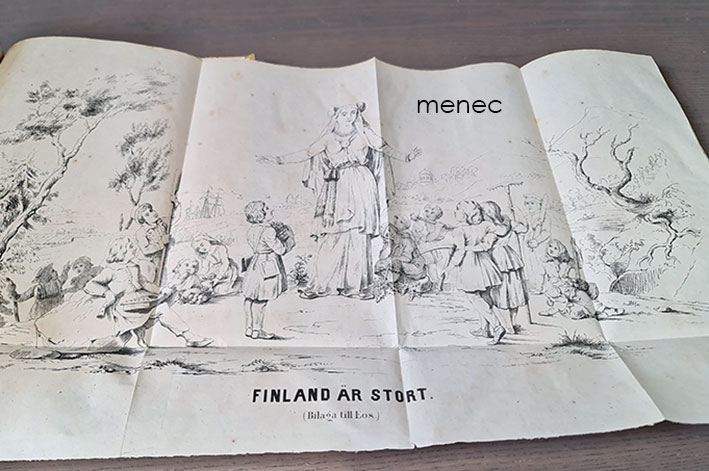 menec
FINLAND ÄR STORT.
(Bilaga till Eos.)